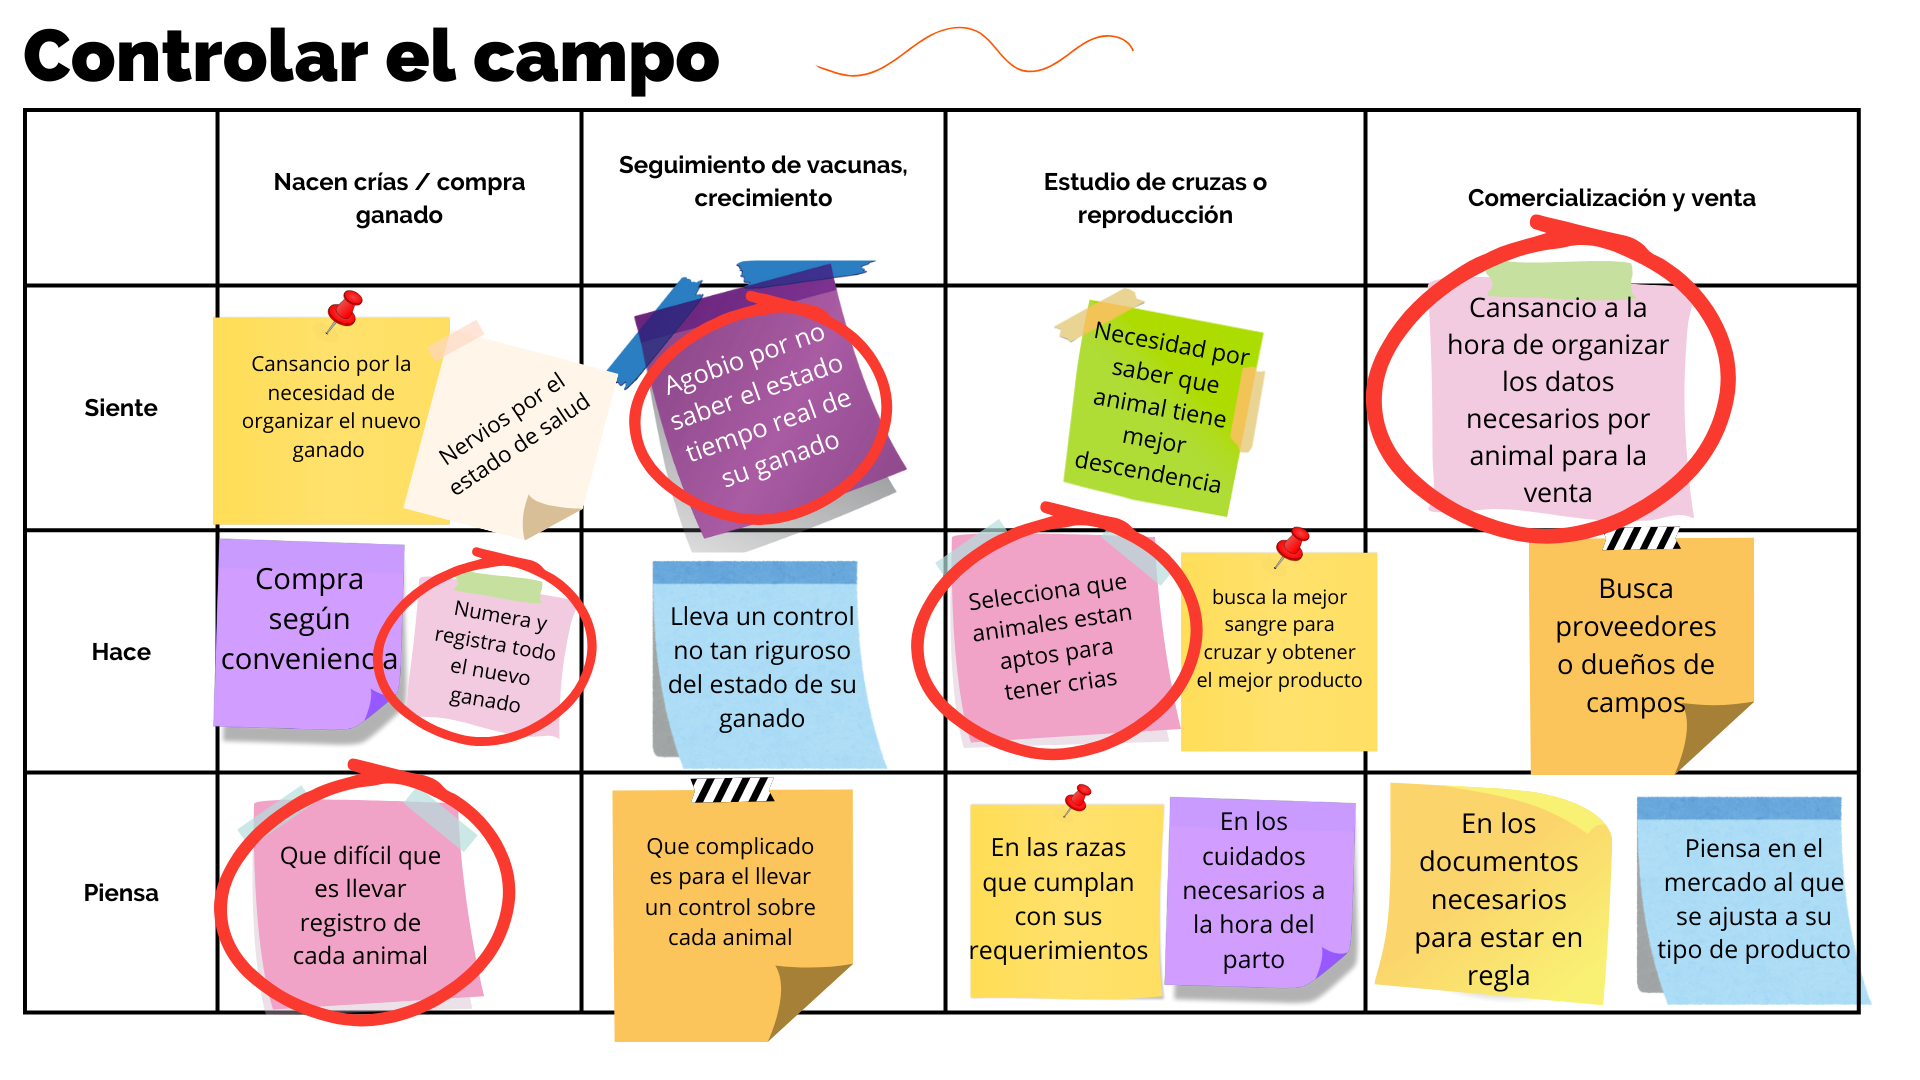 Controlar el campo
Nacen crías / compra
ganado
Seguimiento de vacunas,
crecimiento
Estudio de cruzas o
reproducción
Comercialización y venta
Siente
Cansancio por la
necesidad de
organizar el nuevo
ganado
Nervios por el
estado de salud
Agobio por no
saber el estado
tiempo real de
su ganado
Necesidad por
saber que
animal tiene
mejor
descendencia
Cansancio a la
hora de organizar
los datos
necesarios por
animal para la
venta
Hace
Compra
según
conveniencia
Numera y
registra todo
el nuevo
ganado
Lleva un control
no tan riguroso
del estado de su
ganado
Selecciona que
animales estan
aptos para
tener crias
busca la mejor
sangre para
cruzar y obtener
el mejor producto
Busca
proveedores
o dueños de
campos
Piensa
Que difícil que
es llevar
registro de
cada animal
Que complicado
es para el llevar
un control sobre
cada animal
En las razas
que cumplan
con sus
requerimientos
En los
cuidados
necesarios a
la hora del
parto
En los
documentos
necesarios
para estar en
regla
Piensa en el
mercado al que
se ajusta a su
tipo de producto